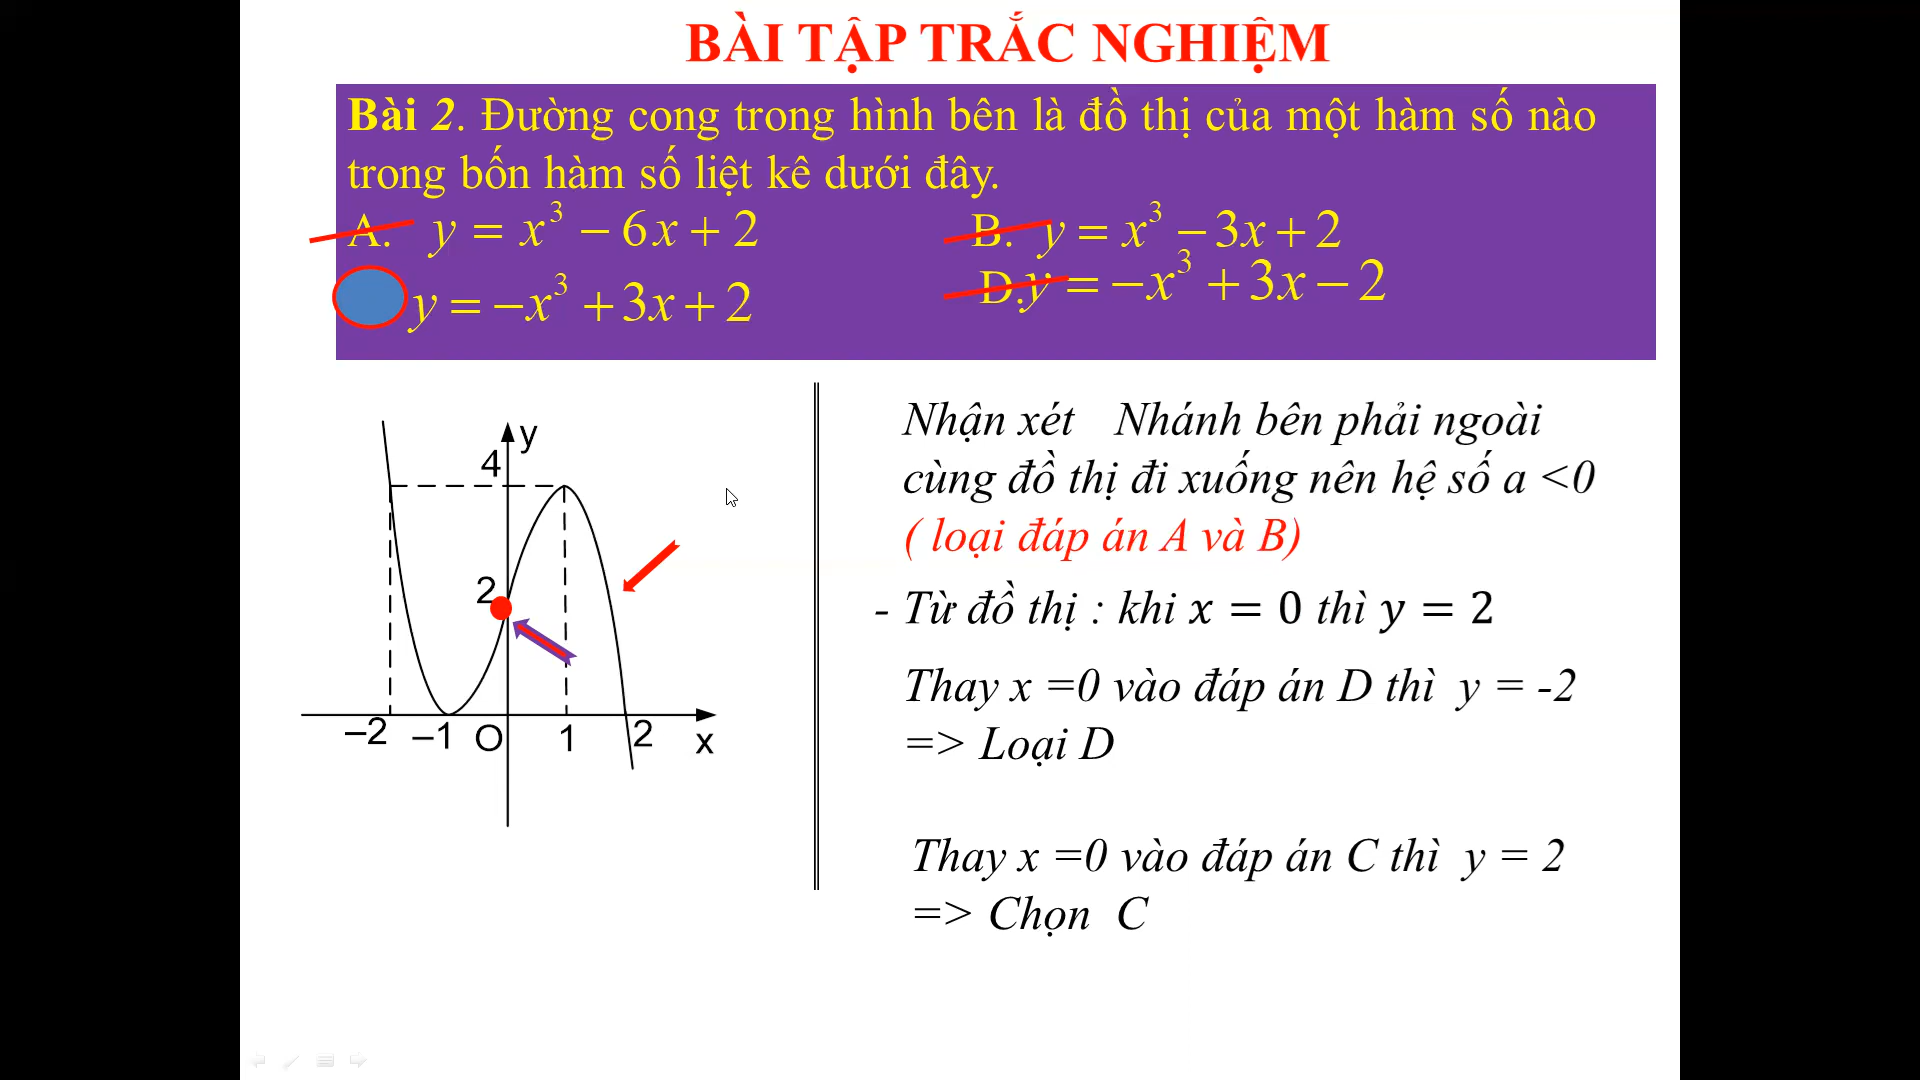 BÀI TẬP TRẮC NGHIỆM
Bài 2. Đường cong trong hình bên là đồ thị của một hàm số nào
trong bốn hàm số liệt kê dưới đây.
A. y = x³ − 6x + 2
B. y = x³ − 3x + 2
y = −x³ + 3x + 2
D. y = −x³ + 3x − 2
y
4
2
−2 −1 O 1 2 x
Nhận xét Nhánh bên phải ngoài
cùng đồ thị đi xuống nên hệ số a <0
( loại đáp án A và B)
- Từ đồ thị : khi x = 0 thì y = 2
Thay x =0 vào đáp án D thì y = -2
=> Loại D
Thay x =0 vào đáp án C thì y = 2
=> Chọn C